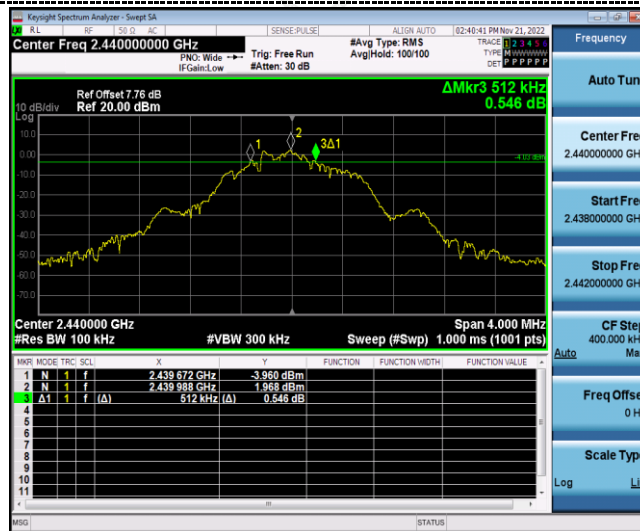 Keysight Spectrum Analyzer - Swept SA
RL RF 50 Ω AC SENSE:PULSE ALIGN AUTO 02:40:41 PM Nov 21, 2022
Center Freq 2.440000000 GHz
PNO: Wide
IFGain:Low
Trig: Free Run
#Atten: 30 dB
#Avg Type: RMS
Avg|Hold: 100/100
TRACE 1 2 3 4 5 6
TYPE M
DET P P P P P P
Frequency
Auto Tun
Center Fre
2.440000000 GH
Start Fre
2.438000000 GH
Stop Fre
2.442000000 GH
CF Ste
400.000 kH
Auto Ma
Freq Offse
0 H
Scale Type
Log Li
Ref Offset 7.76 dB
10 dB/div Ref 20.00 dBm
ΔMkr3 512 kHz
0.546 dB
Log
10.0
0.00
-10.0
-20.0
-30.0
-40.0
-50.0
-60.0
-70.0
1
2
3Δ1
-4.03 dBm
Center 2.440000 GHz
#Res BW 100 kHz
#VBW 300 kHz
Span 4.000 MHz
Sweep (#Swp) 1.000 ms (1001 pts)
MKR MODE TRC SCL X Y FUNCTION FUNCTION WIDTH FUNCTION VALUE
1 N 1 f 2.439 672 GHz -3.960 dBm
2 N 1 f 2.439 988 GHz 1.968 dBm
3 Δ1 1 f (Δ) 512 kHz (Δ) 0.546 dB
4
5
6
7
8
9
10
11
MSG STATUS